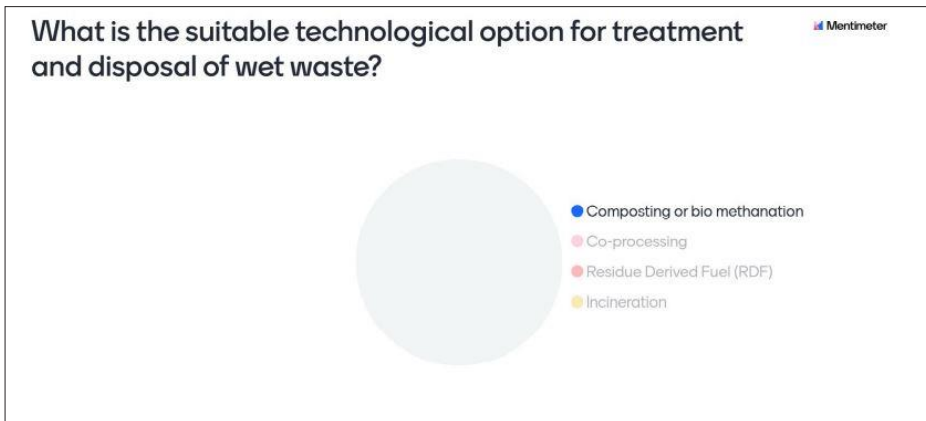 What is the suitable technological option for treatment
and disposal of wet waste?
Mentimeter
Composting or bio methanation
Co-processing
Residue Derived Fuel (RDF)
Incineration